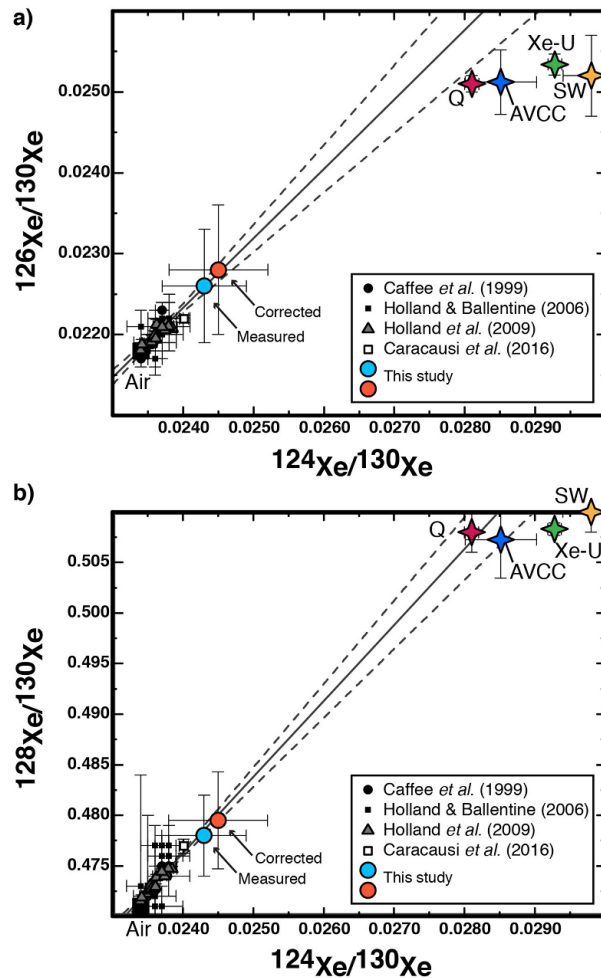 a)
0.0250
0.0240
0.0230
0.0220
126Xe/130Xe
Xe-U
Q
AVCC
SW
Corrected
Measured
Air
Caffee et al. (1999)
Holland & Ballentine (2006)
Holland et al. (2009)
Caracausi et al. (2016)
This study
0.0240 0.0250 0.0260 0.0270 0.0280 0.0290
124Xe/130Xe
b)
SW
0.505
0.500
0.495
0.490
0.485
0.480
0.475
128Xe/130Xe
Q
Xe-U
AVCC
Corrected
Measured
Air
Caffee et al. (1999)
Holland & Ballentine (2006)
Holland et al. (2009)
Caracausi et al. (2016)
This study
0.0240 0.0250 0.0260 0.0270 0.0280 0.0290
124Xe/130Xe